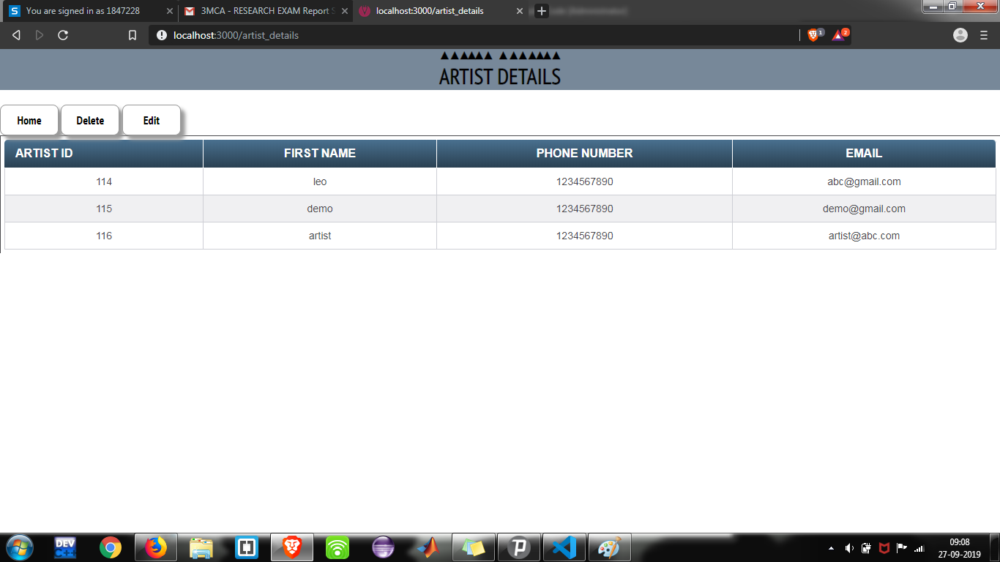 You are signed in as 1847228
3MCA - RESEARCH EXAM Report S
localhost:3000/artist_details
localhost:3000/artist_details
1
2
ARTIST DETAILS
Home Delete Edit
ARTIST ID FIRST NAME PHONE NUMBER EMAIL
114 leo 1234567890 abc@gmail.com
115 demo 1234567890 demo@gmail.com
116 artist 1234567890 artist@abc.com
DEV
C++
09:08
27-09-2019